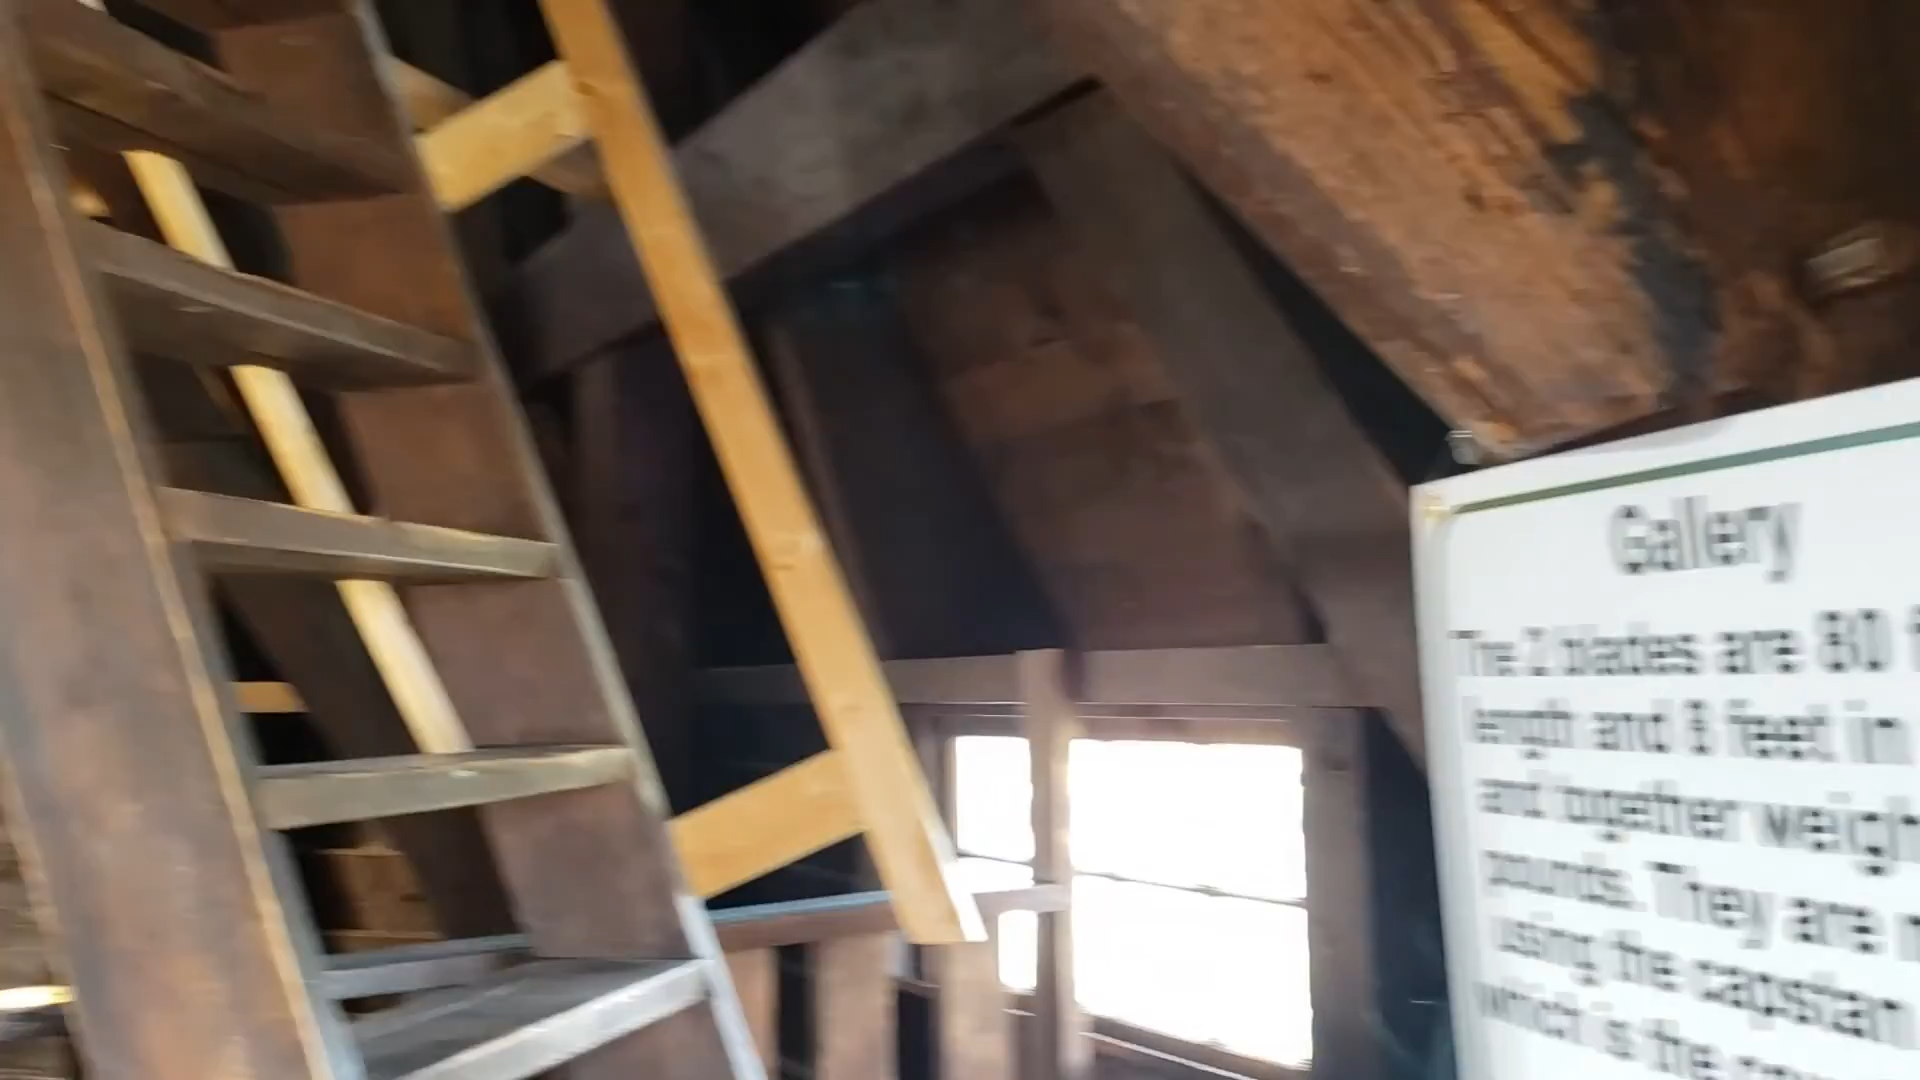 Gallery
The 2 blades are 80
length and 8 feet in
and together weigh
pounds. They are
using the capstan
which is the